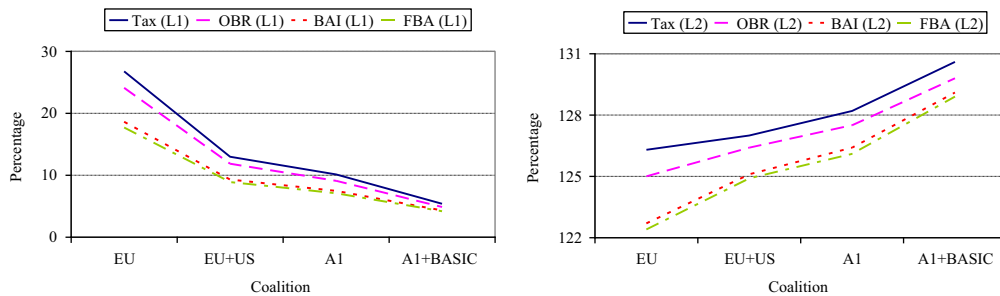 Tax (L1) OBR (L1) BAI (L1) FBA (L1)
30
20
10
0
Percentage
EU EU+US A1 A1+BASIC
Coalition
Tax (L2) OBR (L2) BAI (L2) FBA (L2)
131
128
125
122
Percentage
EU EU+US A1 A1+BASIC
Coalition